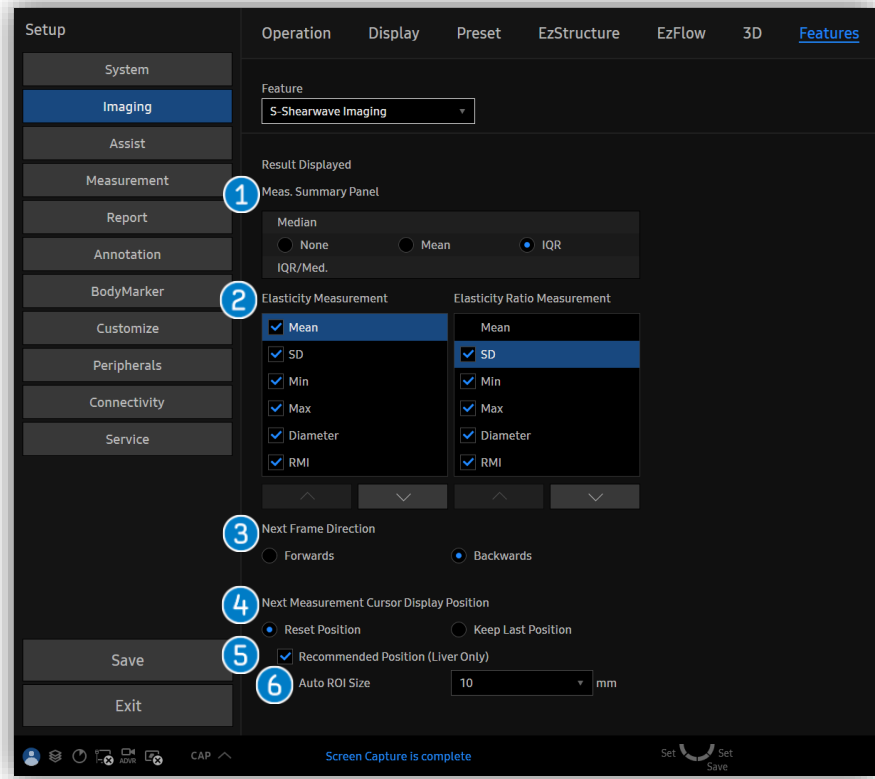 Setup
Operation Display Preset EzStructure EzFlow 3D Features
System
Imaging
Assist
Measurement
Report
Annotation
BodyMarker
Customize
Peripherals
Connectivity
Service
Save
Exit
Feature
S-Shearwave Imaging
Result Displayed
1 Meas. Summary Panel
Median
None Mean IQR
IQR/Med.
2 Elasticity Measurement Elasticity Ratio Measurement
Mean Mean
SD SD
Min Min
Max Max
Diameter Diameter
RMI RMI
3 Next Frame Direction
Forwards Backwards
4 Next Measurement Cursor Display Position
Reset Position Keep Last Position
5 Recommended Position (Liver Only)
6 Auto ROI Size 10 mm
ADVR CAP Screen Capture is complete Set Set
Save